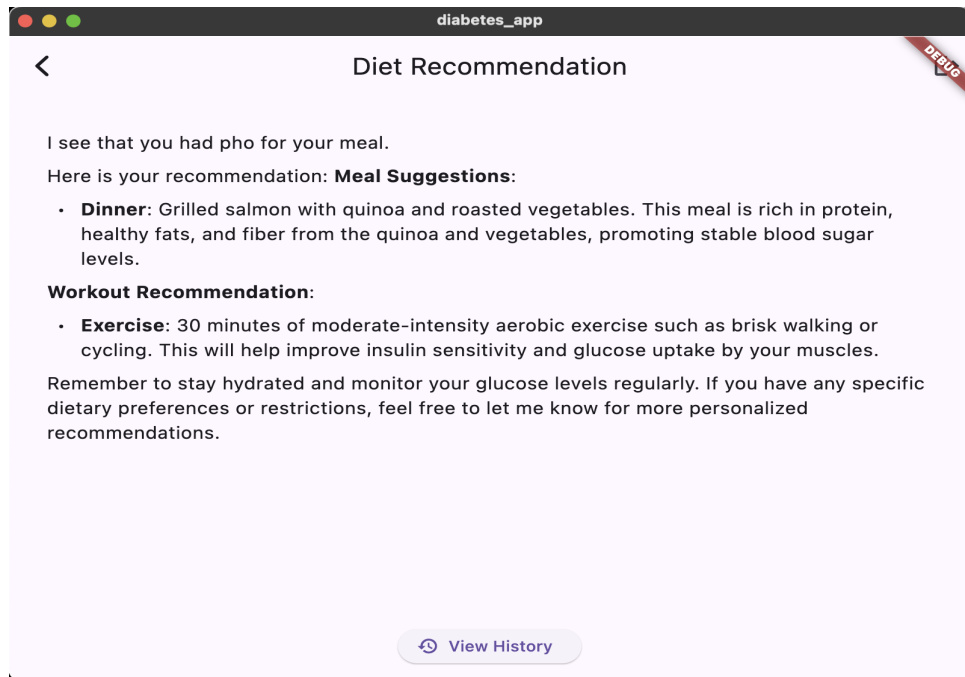 diabetes_app
Diet Recommendation
DEBUG
I see that you had pho for your meal.
Here is your recommendation: Meal Suggestions:
• Dinner: Grilled salmon with quinoa and roasted vegetables. This meal is rich in protein,
healthy fats, and fiber from the quinoa and vegetables, promoting stable blood sugar
levels.
Workout Recommendation:
• Exercise: 30 minutes of moderate-intensity aerobic exercise such as brisk walking or
cycling. This will help improve insulin sensitivity and glucose uptake by your muscles.
Remember to stay hydrated and monitor your glucose levels regularly. If you have any specific
dietary preferences or restrictions, feel free to let me know for more personalized
recommendations.
View History